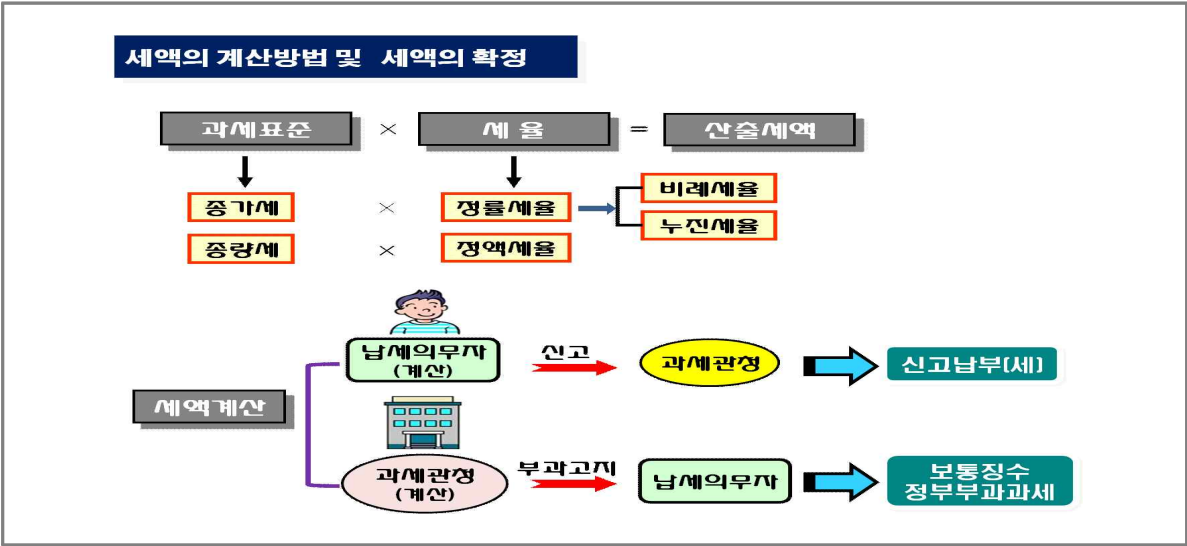 세액의 계산방법 및 세액의 확정
과세표준 × 세 율 = 산출세액
종가세 × 정률세율 비례세율
누진세율
종량세 × 정액세율
납세의무자 신고 과세관청 신고납부(세)
(계산)
세액계산
과세관청 부과고지 납세의무자 보통징수
(계산) 정부부과과세